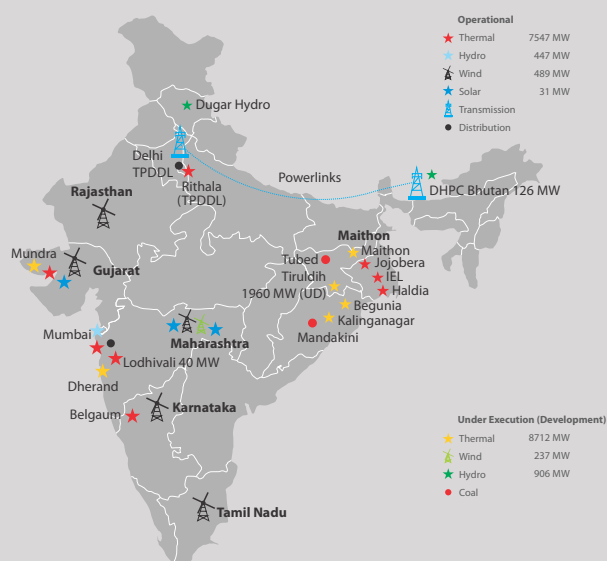 Operational
Thermal 7547 MW
Hydro 447 MW
Wind 489 MW
Solar 31 MW
Transmission
Distribution
Dugar Hydro
Delhi
TPDDL
Rithala
(TPDDL)
Powerlinks
DHPC Bhutan 126 MW
Rajasthan
Mundra
Gujarat
Maithon
Maithon
Tubed
Jojobera
Tiruldih
1960 MW (UD)
IEL
Haldia
Begunia
Kalinganagar
Mandakini
Mumbai
Maharashtra
Lodhivali 40 MW
Dherand
Belgaum
Karnataka
Tamil Nadu
Under Execution (Development)
Thermal 8712 MW
Wind 237 MW
Hydro 906 MW
Coal